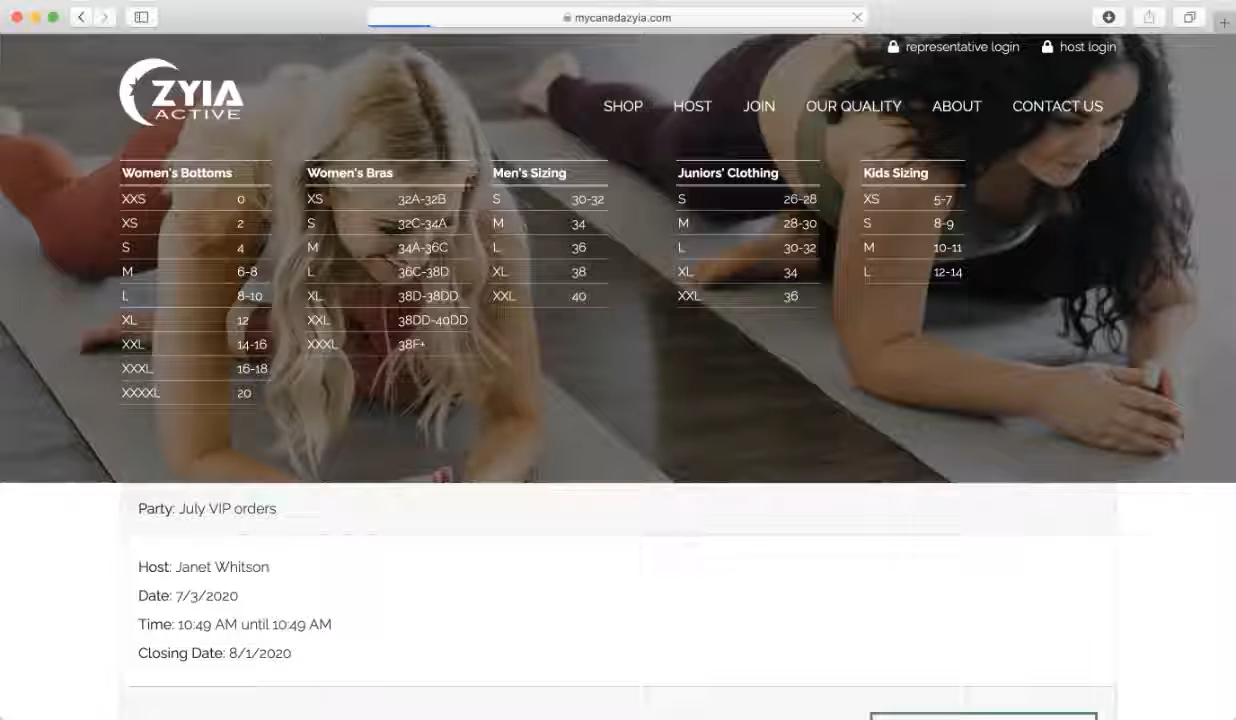 mycanadazyia.com
representative login host login
ZYIA
ACTIVE
SHOP HOST JOIN OUR QUALITY ABOUT CONTACT US
Women's Bottoms
XXS 0
XS 2
S 4
M 6-8
L 8-10
XL 12
XXL 14-16
XXXL 16-18
XXXXL 20
Women's Bras
XS 32A-32B
S 32C-34A
M 34A-36C
L 36C-38D
XL 38D-38DD
XXL 38DD-40DD
XXXL 38F+
Men's Sizing
S 30-32
M 34
L 36
XL 38
XXL 40
Juniors' Clothing
S 26-28
M 28-30
L 30-32
XL 34
XXL 36
Kids Sizing
XS 5-7
S 8-9
M 10-11
L 12-14
Party: July VIP orders
Host: Janet Whitson
Date: 7/3/2020
Time: 10:49 AM until 10:49 AM
Closing Date: 8/1/2020